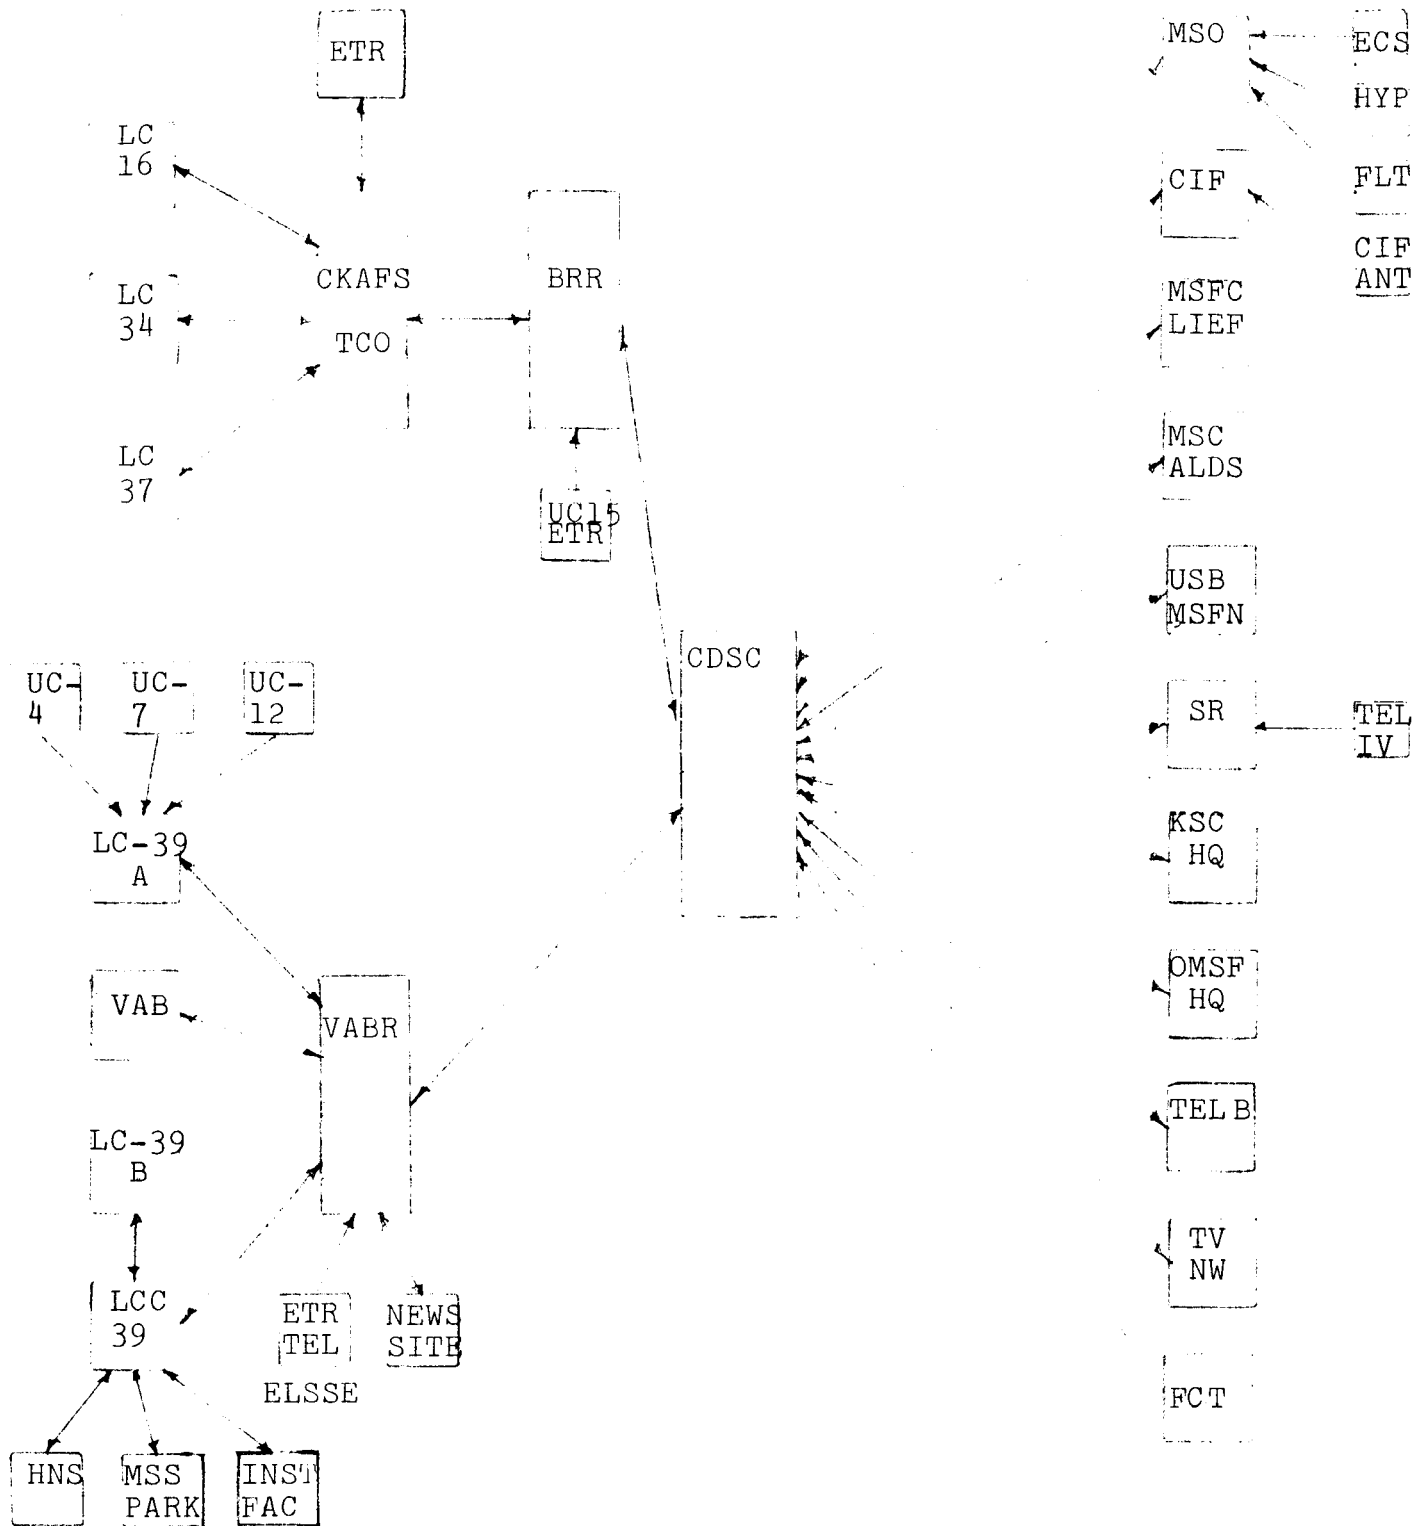 ETR
LC
16
CKAFS
TCO
BRR
LC
34
LC
37
UC15
ETR
UC-
4
UC-
7
UC-
12
LC-39
A
VAB
VABR
LC-39
B
LCC
39
ETR
TEL
ELSSE
NEWS
SITE
HNS
MSS
PARK
INST
FAC
CDSC
MSO
CIF
MSFC
LIEF
MSC
ALDS
USB
MSFN
SR
KSC
HQ
OMSF
HQ
TEL B
TV
NW
FCT
ECS
HYP
FLT
CIF
ANT
TEL
IV